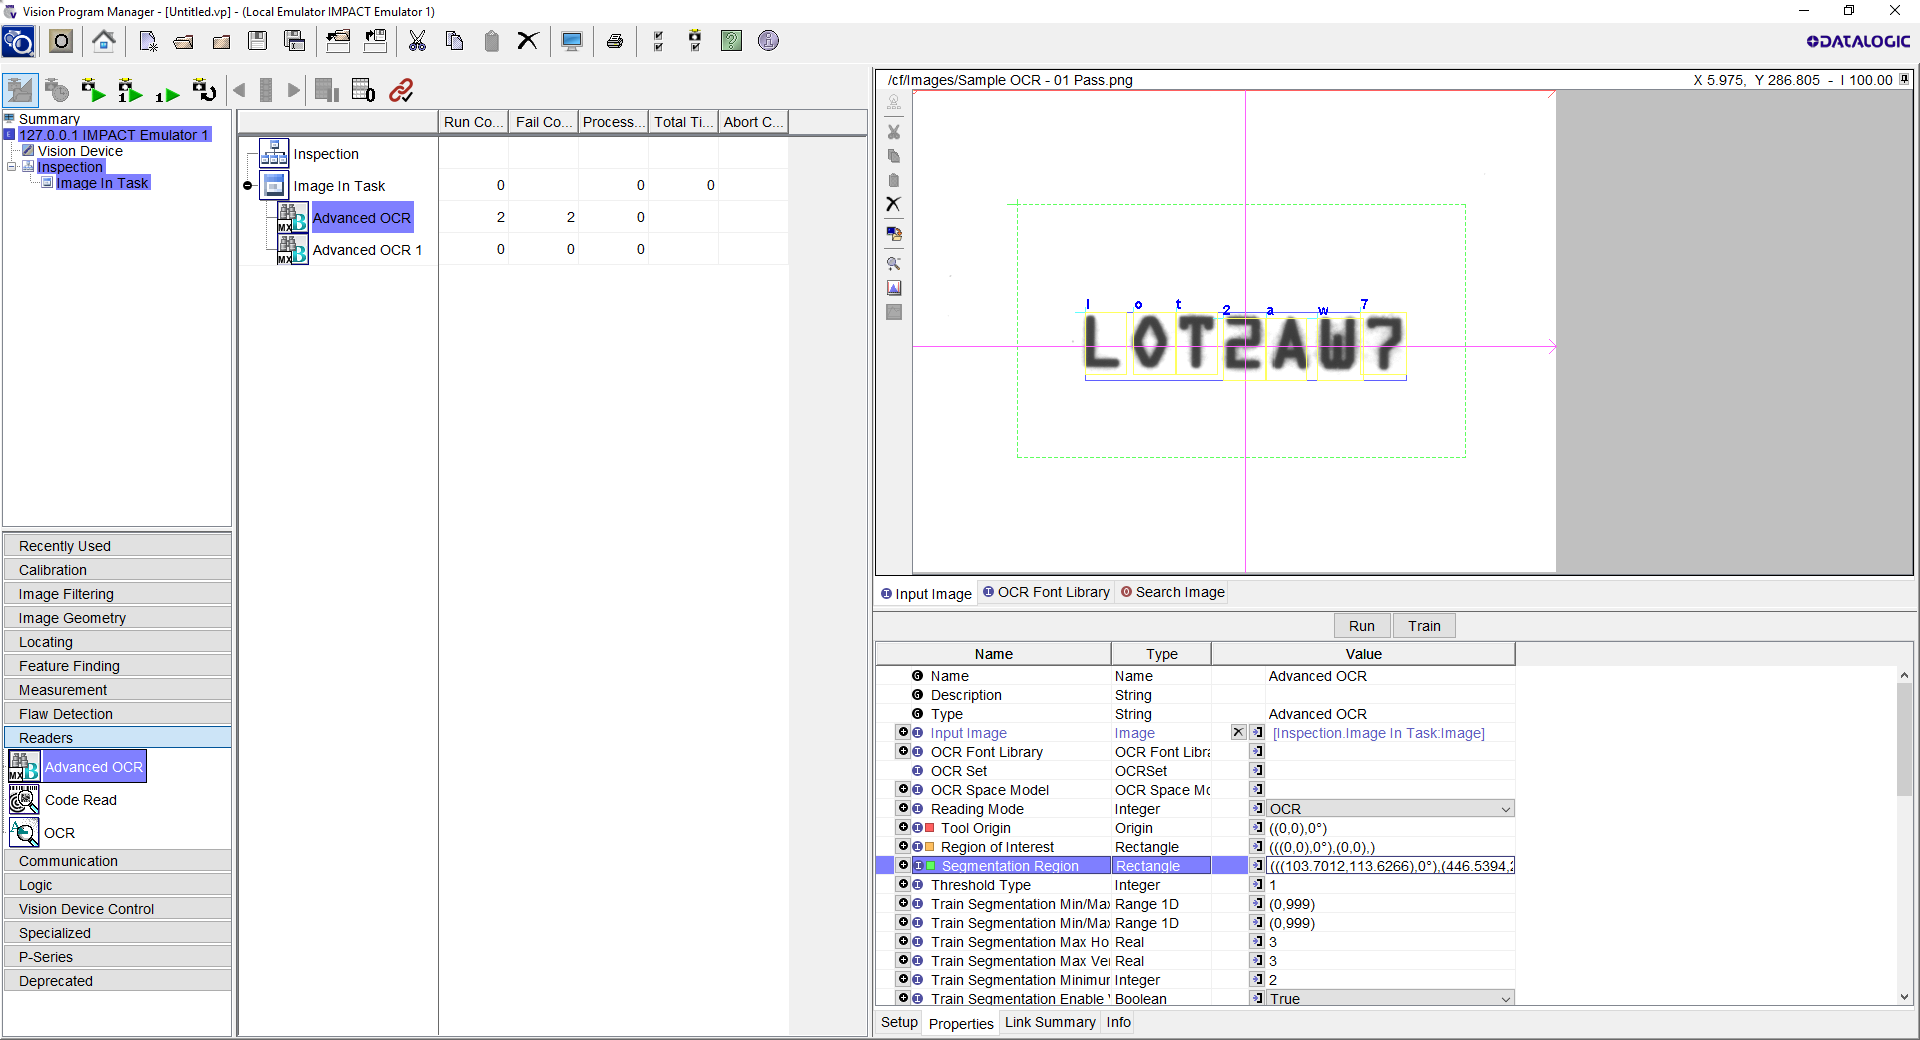 Vision Program Manager - [Untitled.vp] - (Local Emulator IMPACT Emulator 1)
DATALOGIC
Summary
127.0.0.1 IMPACT Emulator 1
Vision Device
Inspection
Image In Task
Run Co... Fail Co... Process... Total Ti... Abort C...
Inspection
Image In Task 0 0 0
Advanced OCR 2 2 0
Advanced OCR 1 0 0 0
Recently Used
Calibration
Image Filtering
Image Geometry
Locating
Feature Finding
Measurement
Flaw Detection
Readers
Advanced OCR
Code Read
OCR
Communication
Logic
Vision Device Control
Specialized
P-Series
Deprecated
/cf/Images/Sample OCR - 01 Pass.png X 5.975, Y 286.805 - I 100.00
l o t 2 a w 7
LOT2AW7
Input Image OCR Font Library Search Image
Run Train
Name Type Value
Name Name Advanced OCR
Description String
Type String Advanced OCR
Input Image Image [Inspection.Image In Task:Image]
OCR Font Library OCR Font Libra
OCR Set OCRSet
OCR Space Model OCR Space Mo
Reading Mode Integer OCR
Tool Origin Origin ((0,0),0°)
Region of Interest Rectangle (((0,0),0°),(0,0),)
Segmentation Region Rectangle (((103.7012,113.6266),0°),(446.5394,2
Threshold Type Integer 1
Train Segmentation Min/Max Range 1D (0,999)
Train Segmentation Min/Max Range 1D (0,999)
Train Segmentation Max Ho Real 3
Train Segmentation Max Ver Real 3
Train Segmentation Minimum Integer 2
Train Segmentation Enable V Boolean True
Setup Properties Link Summary Info